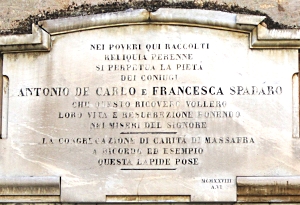 NEI POVERI QUI RACCOLTI
RELIQUIA PERENNE
SI PERPETUA LA PIETÀ
DEI CONIUGI
ANTONIO DE CARLO E FRANCESCA SPADARO
CHE QUESTO RICOVERO VOLLERO
LORO VITA E RESURREZIONE PONENDO
NEI MISERI DEL SIGNORE
LA CONGREGAZIONE DI CARITÀ DI MASSAFRA
A RICORDO ED ESEMPIO
QUESTA LAPIDE POSE
MCMXXVIII
A.VI